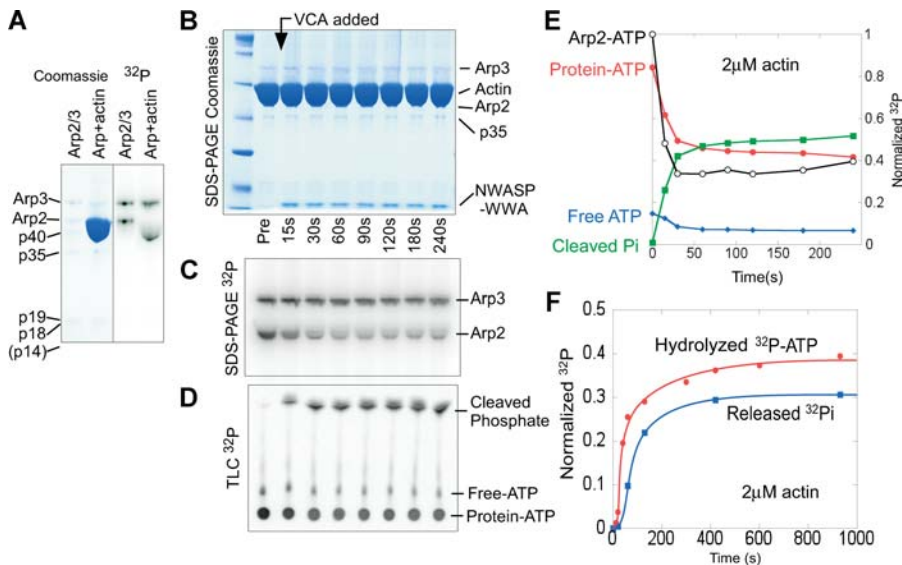 A
Coomassie
32P
Arp2/3
Arp+actin
Arp2/3
Arp+actin
Arp3
Arp2
p40
p35
p19
p18
(p14)
B
VCA added
SDS-PAGE Coomassie
Arp3
Actin
Arp2
p35
NWASP
-WWA
Pre
15s
30s
60s
90s
120s
180s
240s
C
SDS-PAGE 32P
Arp3
Arp2
D
TLC 32P
Cleaved
Phosphate
Free-ATP
Protein-ATP
E
Arp2-ATP
Protein-ATP
2μM actin
Free ATP
Cleaved Pi
1
0.8
0.6
0.4
0.2
0
Normalized 32P
0 50 100 150 200
Time(s)
F
0.5
0.4
0.3
0.2
0.1
0
Normalized 32P
Hydrolyzed 32P-ATP
Released 32Pi
2μM actin
0 200 400 600 800 1000
Time (s)